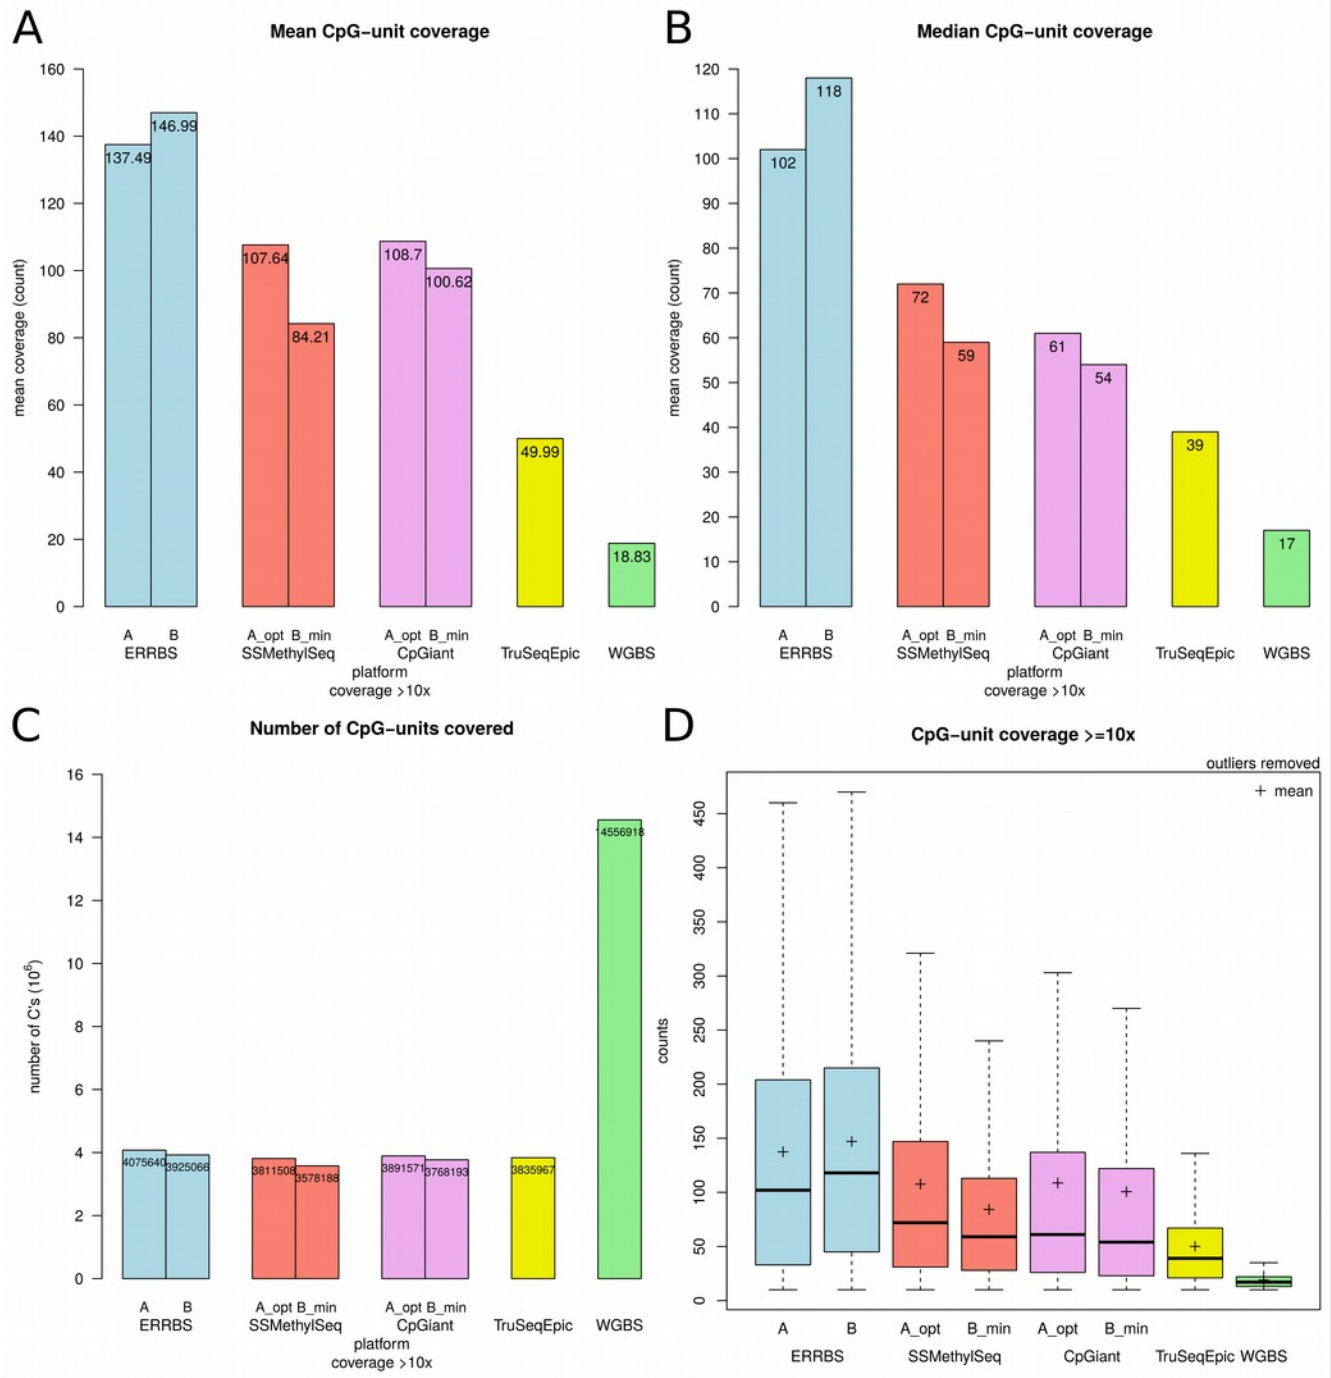 A
Mean CpG−unit coverage
mean coverage (count)
160
140
120
100
80
60
40
20
0
137.49
146.99
107.64
84.21
108.7
100.62
49.99
18.83
A B A_opt B_min A_opt B_min
ERRBS SSMethylSeq CpGiant TruSeqEpic WGBS
platform
coverage >10x
B
Median CpG−unit coverage
mean coverage (count)
120
110
100
90
80
70
60
50
40
30
20
10
0
102
118
72
59
61
54
39
17
A B A_opt B_min A_opt B_min
ERRBS SSMethylSeq CpGiant TruSeqEpic WGBS
platform
coverage >10x
C
Number of CpG−units covered
number of C's (10⁶)
16
14
12
10
8
6
4
2
0
4075640
3925066
3811508
3578188
3891571
3768193
3835967
14556918
A B A_opt B_min A_opt B_min
ERRBS SSMethylSeq CpGiant TruSeqEpic WGBS
platform
coverage >10x
D
CpG−unit coverage >=10x
outliers removed
+ mean
counts
450
400
350
300
250
200
150
100
50
0
A B A_opt B_min A_opt B_min
ERRBS SSMethylSeq CpGiant TruSeqEpic WGBS